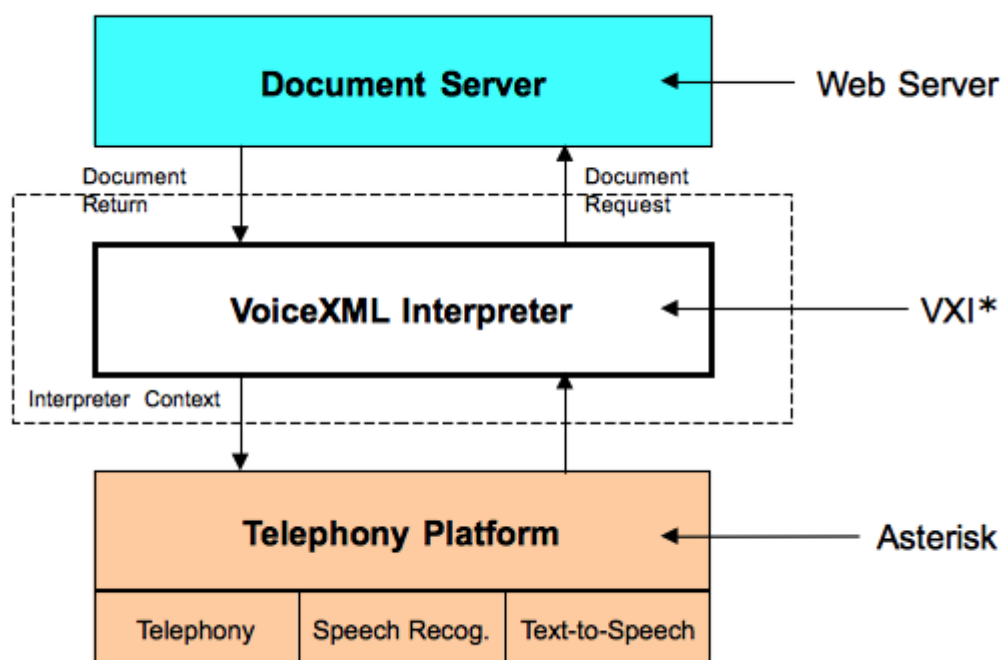 Document Server
Web Server
Document
Return
Document
Request
VoiceXML Interpreter
VXI*
Interpreter Context
Telephony Platform
Asterisk
Telephony
Speech Recog.
Text-to-Speech